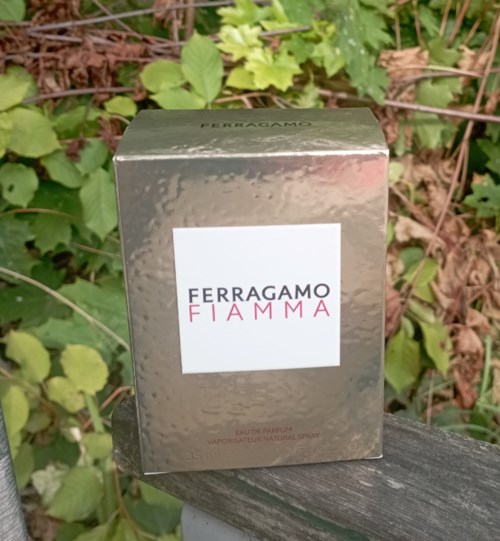 FERRAGAMO
FERRAGAMO
FIAMMA
EAU DE PARFUM
VAPORISATEUR NATURAL SPRAY